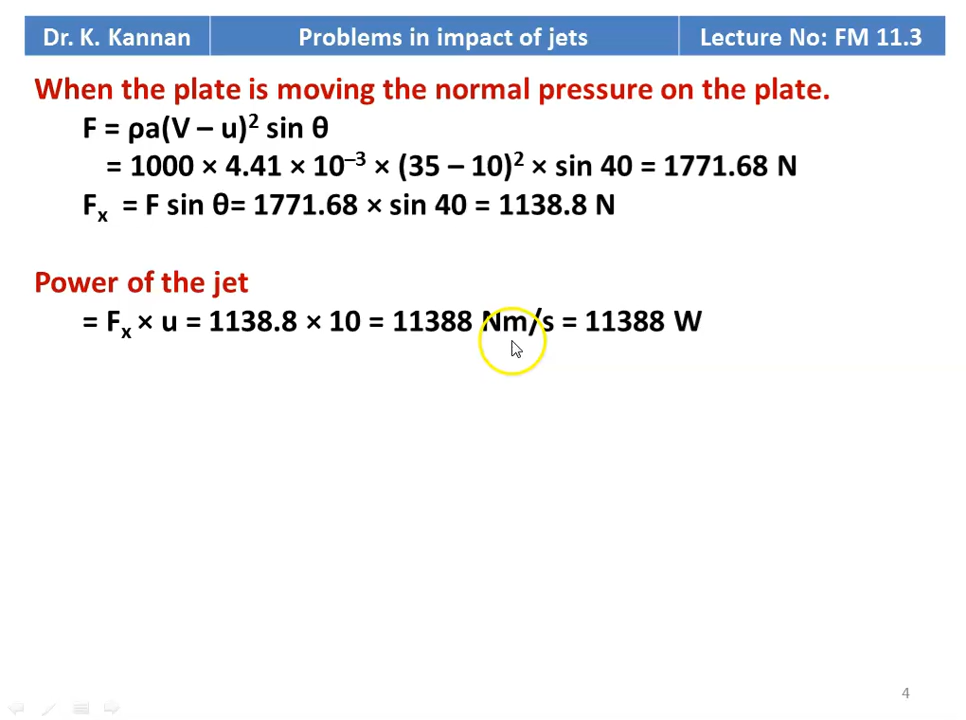 Dr. K. Kannan
Problems in impact of jets
Lecture No: FM 11.3
When the plate is moving the normal pressure on the plate.
F = ρa(V – u)² sin θ
= 1000 × 4.41 × 10⁻³ × (35 – 10)² × sin 40 = 1771.68 N
Fₓ = F sin θ= 1771.68 × sin 40 = 1138.8 N
Power of the jet
= Fₓ × u = 1138.8 × 10 = 11388 Nm/s = 11388 W
4